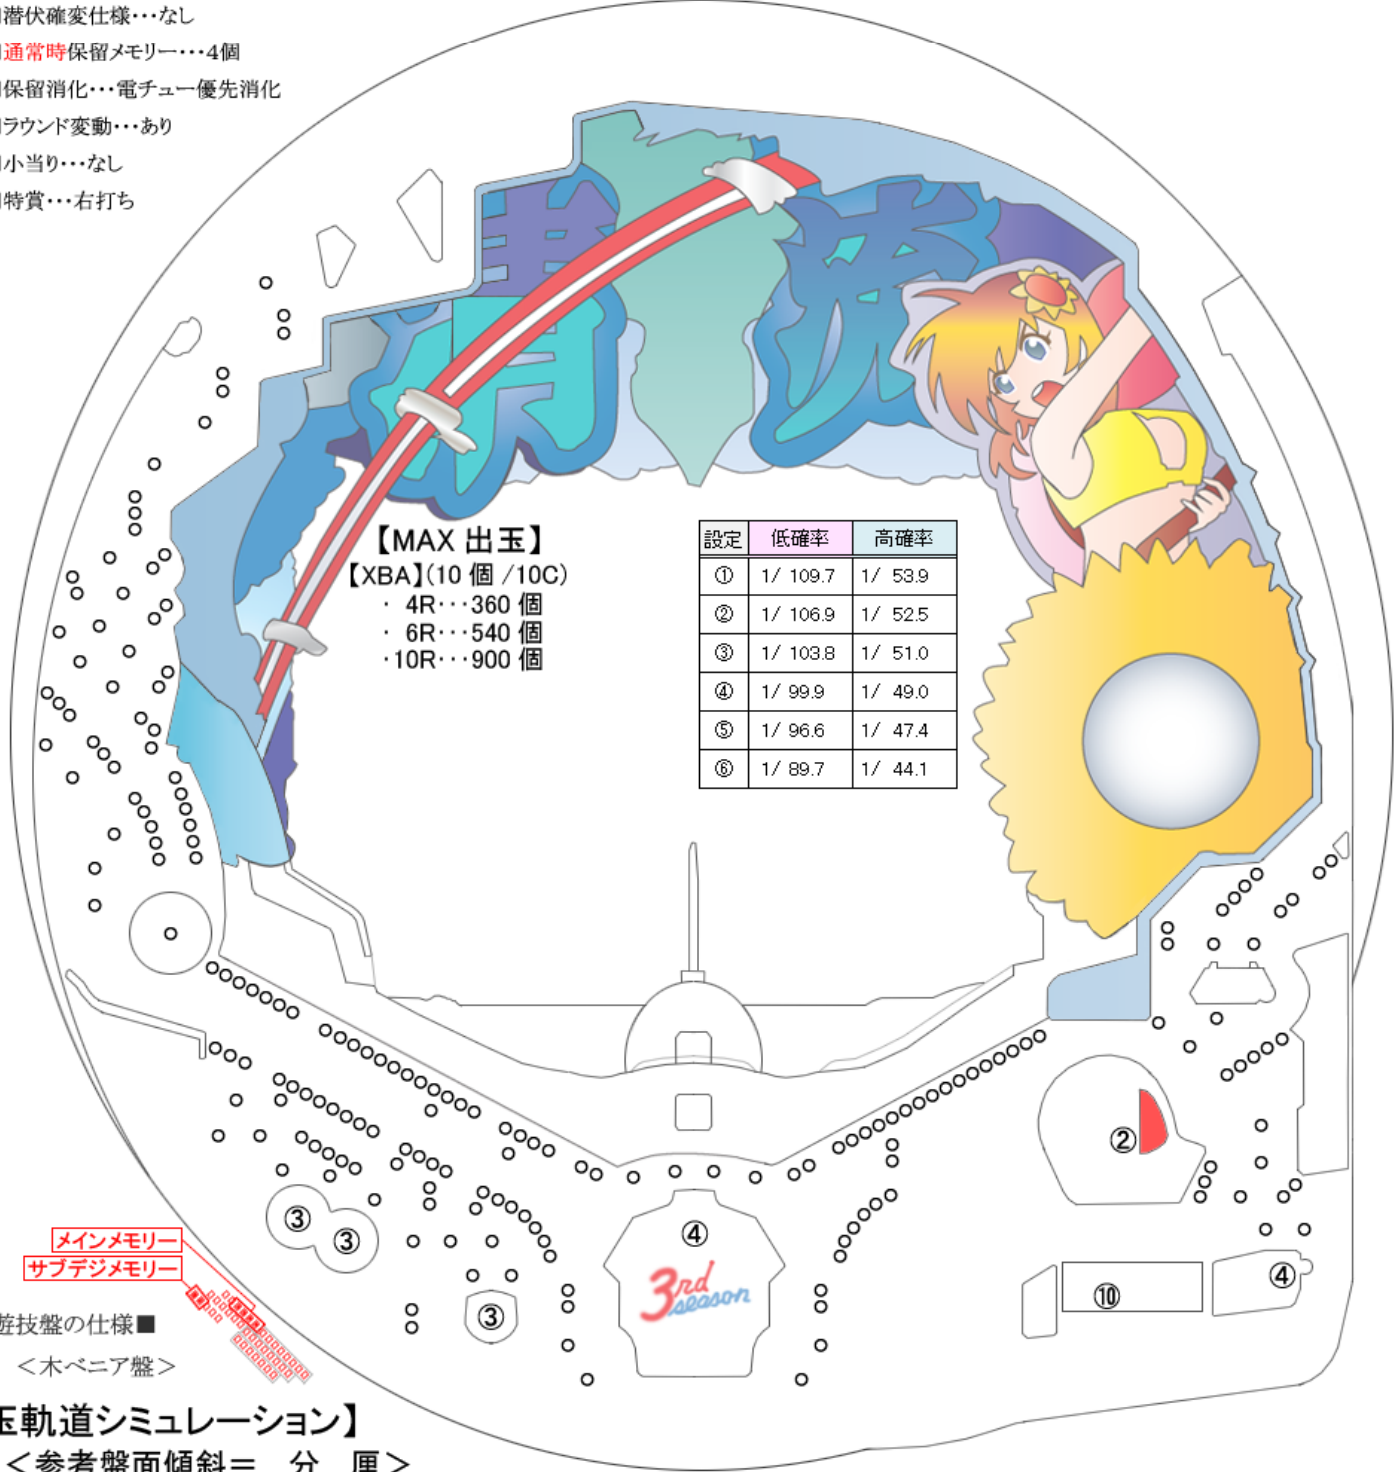 潜伏確変仕様･･･なし
通常時保留メモリー･･･4個
保留消化･･･電チュー優先消化
ラウンド変動･･･あり
小当り･･･なし
特賞･･･右打ち
清流
【MAX 出玉】
【XBA】(10 個 /10C)
・ 4R･･･360 個
・ 6R･･･540 個
・10R･･･900 個
設定 低確率 高確率
① 1/ 109.7 1/ 53.9
② 1/ 106.9 1/ 52.5
③ 1/ 103.8 1/ 51.0
④ 1/ 99.9 1/ 49.0
⑤ 1/ 96.6 1/ 47.4
⑥ 1/ 89.7 1/ 44.1
②
③
③
④
3rd season
③
④
⑩
メインメモリー
サブデジメモリー
遊技盤の仕様■
＜木ベニア盤＞
玉軌道シミュレーション】
＜参考盤面傾斜＝ 分 厘＞